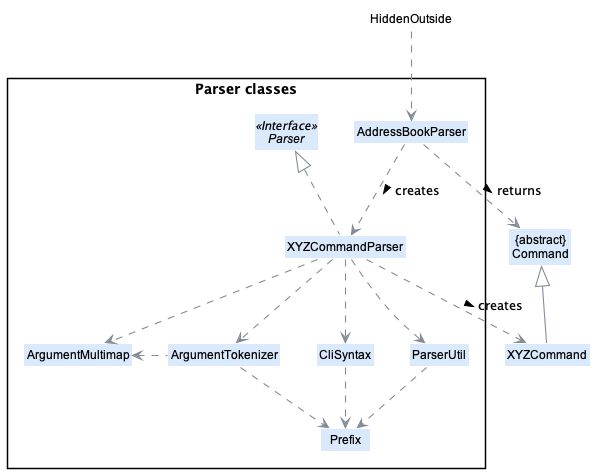 HiddenOutside
Parser classes
«Interface»
Parser
AddressBookParser
creates
returns
XYZCommandParser
{abstract}
Command
creates
ArgumentMultimap
ArgumentTokenizer
CliSyntax
ParserUtil
XYZCommand
Prefix